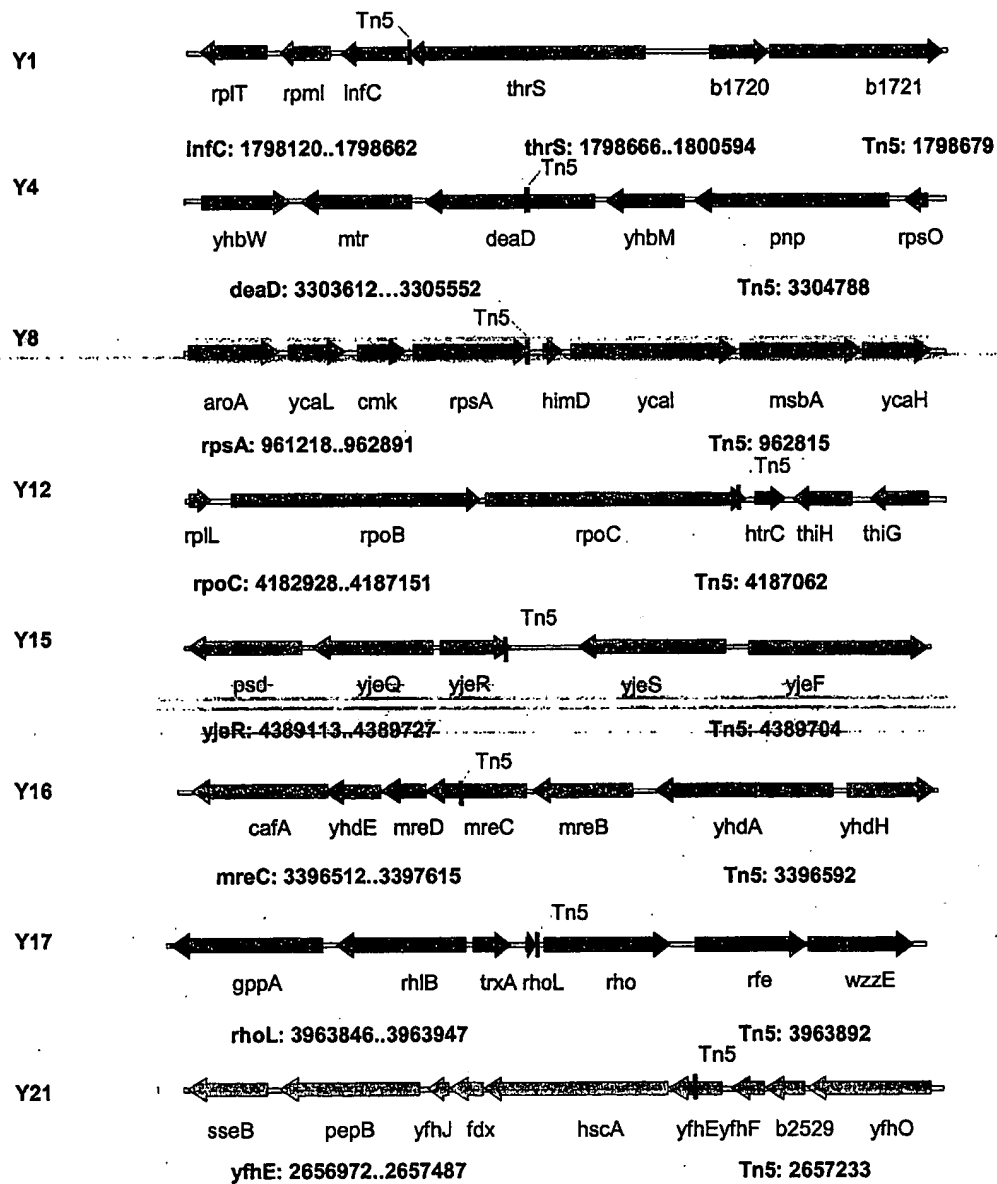 Tn5
Y1
rplT rpmI infC thrS b1720 b1721
infC: 1798120..1798662 thrS: 1798666..1800594 Tn5: 1798679
Tn5
Y4
yhbW mtr deaD yhbM pnp rpsO
deaD: 3303612...3305552 Tn5: 3304788
Tn5
Y8
aroA ycaL cmk rpsA himD ycaI msbA ycaH
rpsA: 961218..962891 Tn5: 962815
Tn5
Y12
rplL rpoB rpoC htrC thiH thiG
rpoC: 4182928..4187151 Tn5: 4187062
Tn5
Y15
psd yjeQ yjeR yjeS yjeF
yjeR: 4389113..4389727 Tn5: 4389704
Tn5
Y16
cafA yhdE mreD mreC mreB yhdA yhdH
mreC: 3396512..3397615 Tn5: 3396592
Tn5
Y17
gppA rhlB trxA rhoL rho rfe wzzE
rhoL: 3963846..3963947 Tn5: 3963892
Tn5
Y21
sseB pepB yfhJ fdx hscA yfhE yfhF b2529 yfhO
yfhE: 2656972..2657487 Tn5: 2657233